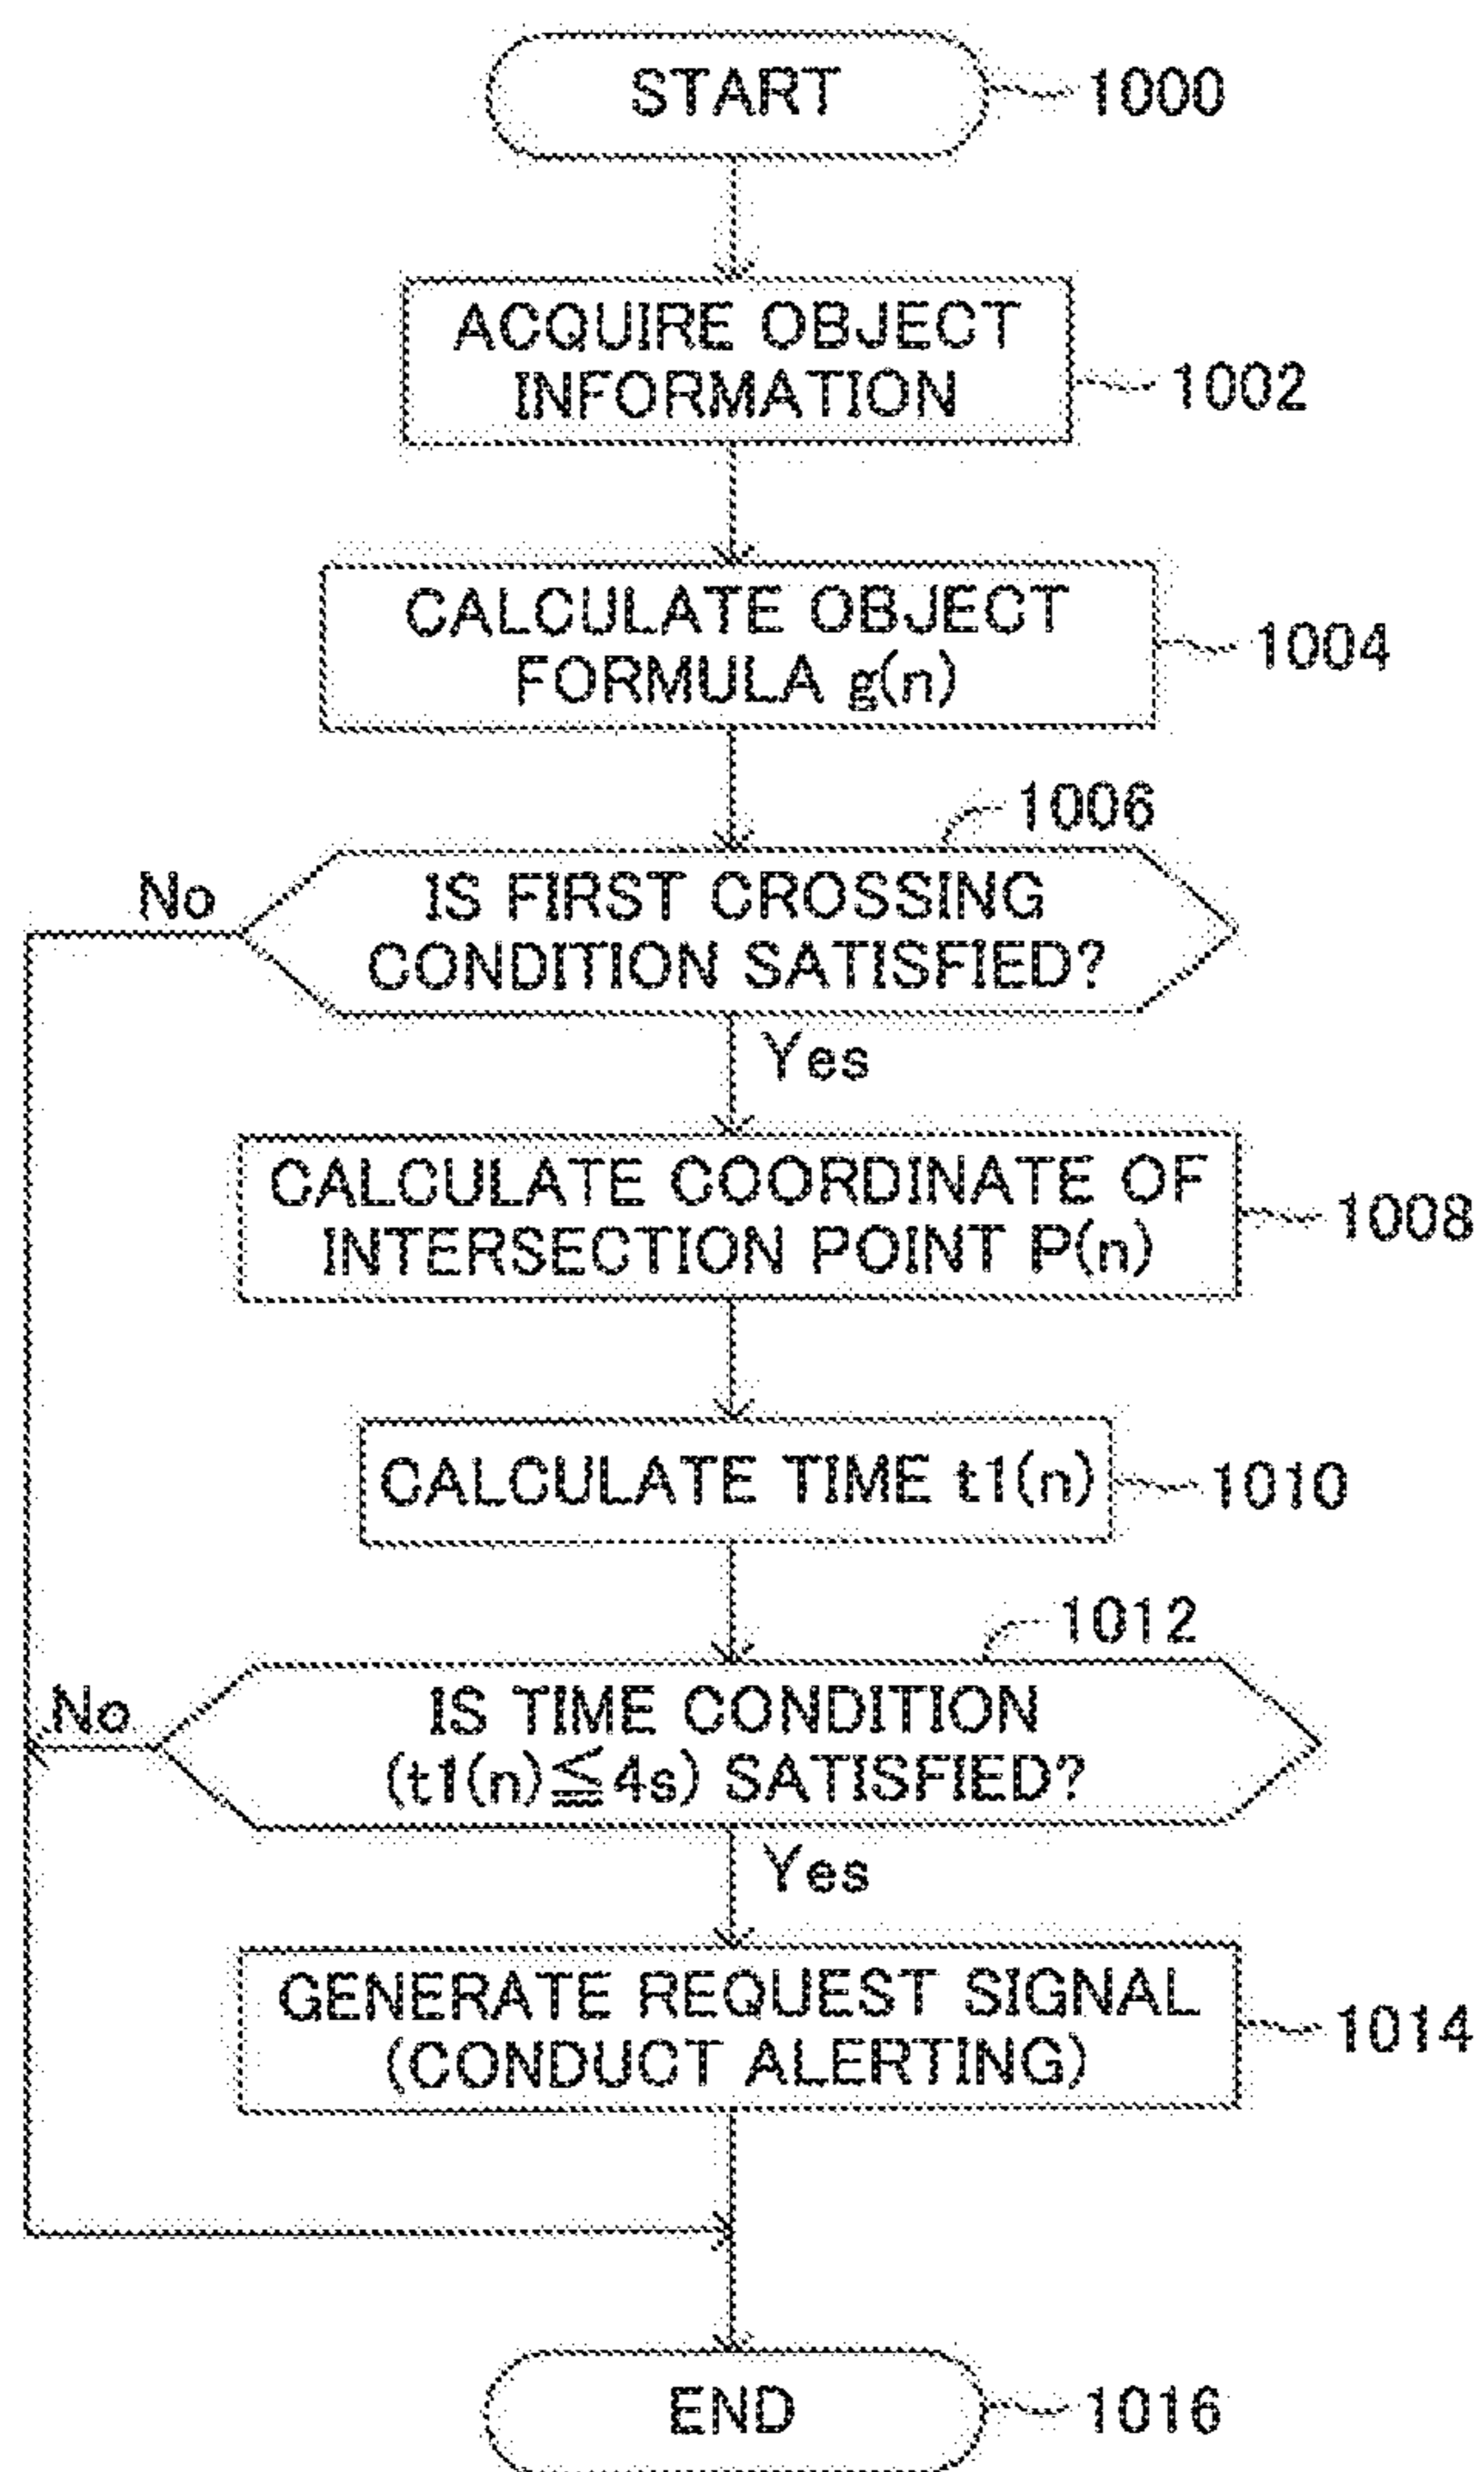 START
1000
ACQUIRE OBJECT
INFORMATION
1002
CALCULATE OBJECT
FORMULA g(n)
1004
1006
No
IS FIRST CROSSING
CONDITION SATISFIED?
Yes
CALCULATE COORDINATE OF
INTERSECTION POINT P(n)
1008
CALCULATE TIME t1(n)
1010
1012
No
IS TIME CONDITION
(t1(n)≦4s) SATISFIED?
Yes
GENERATE REQUEST SIGNAL
(CONDUCT ALERTING)
1014
END
1016